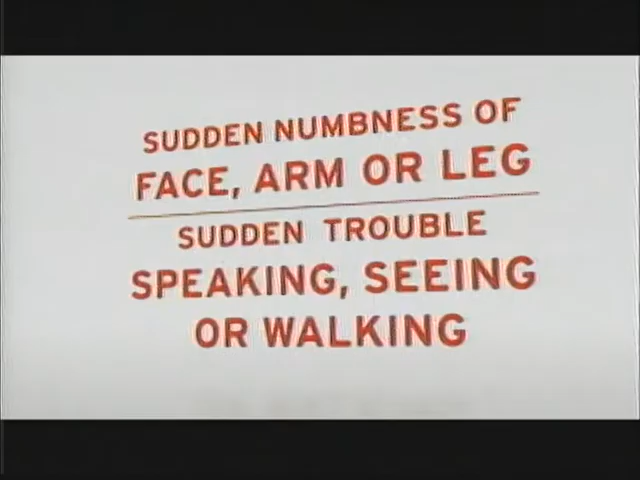 SUDDEN NUMBNESS OF
FACE, ARM OR LEG
SUDDEN TROUBLE
SPEAKING, SEEING
OR WALKING